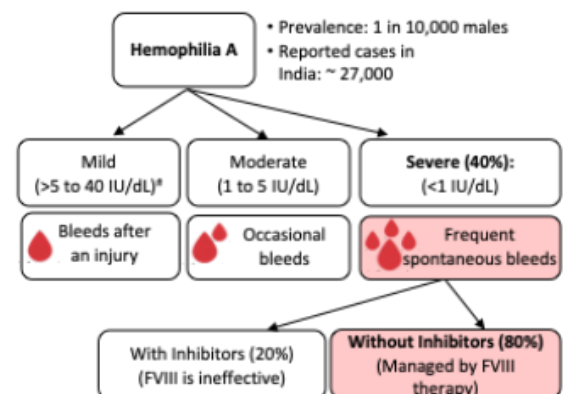 Hemophilia A
• Prevalence: 1 in 10,000 males
• Reported cases in
India: ~ 27,000
Mild
(>5 to 40 IU/dL)#
Moderate
(1 to 5 IU/dL)
Severe (40%):
(<1 IU/dL)
Bleeds after
an injury
Occasional
bleeds
Frequent
spontaneous bleeds
With Inhibitors (20%)
(FVIII is ineffective)
Without Inhibitors (80%)
(Managed by FVIII
therapy)